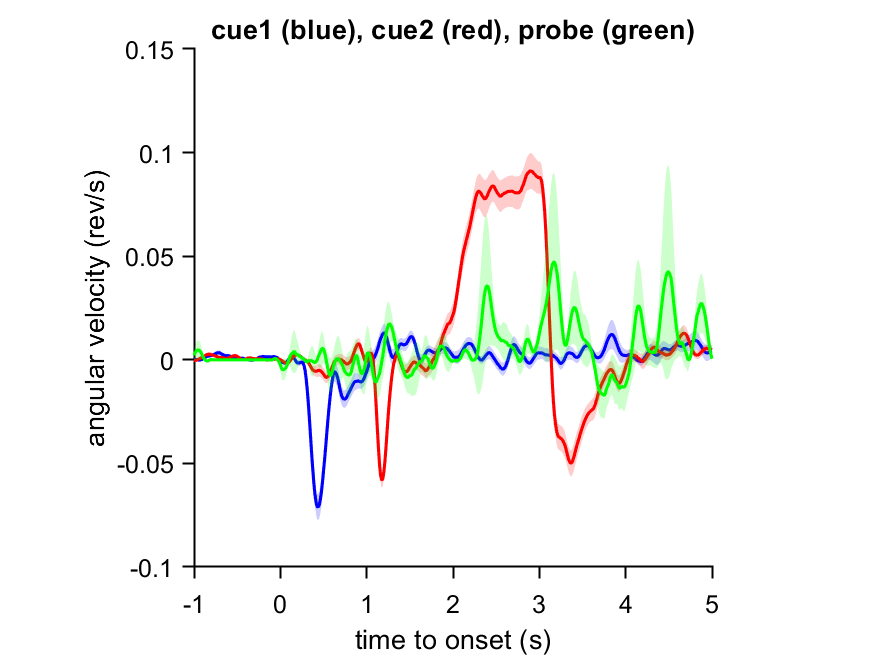 cue1 (blue), cue2 (red), probe (green)
0.15
0.1
0.05
0
-0.05
-0.1
angular velocity (rev/s)
-1 0 1 2 3 4 5
time to onset (s)